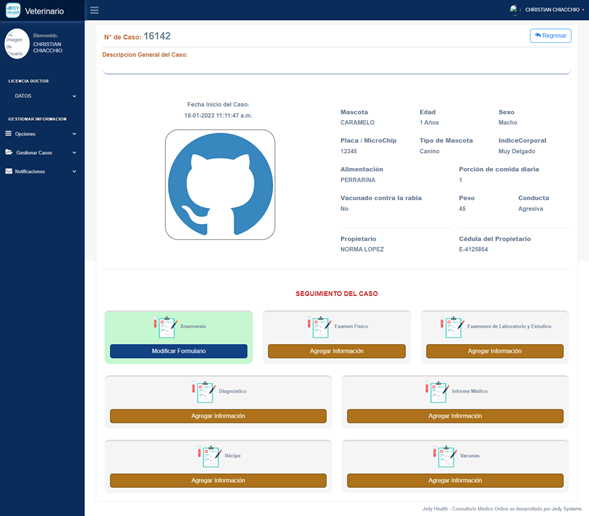 JEDY
Veterinario
CHRISTIAN CHIACCHIO
Bienvenido,
CHRISTIAN
CHIACCHIO
LICENCIA DOCTOR
DATOS
GESTIONAR INFORMACION
Opciones
Gestionar Casos
Notificaciones
N° de Caso: 16142
Regresar
Descripcion General del Caso:
Fecha Inicio del Caso:
18-01-2023 11:11:47 a.m.
Mascota Edad Sexo
CARAMELO 1 Años Macho
Placa / MicroChip Tipo de Mascota IndiceCorporal
12345 Canino Muy Delgado
Alimentación Porción de comida diaria
PERRARINA 1
Vacunado contra la rabia Peso Conducta
No 45 Agresiva
Propietario Cédula del Propietario
NORMA LOPEZ E-4125854
SEGUIMIENTO DEL CASO
Anamnesis Examen Físico Examenes de Laboratorio y Estudios
Modificar Formulario Agregar Información Agregar Información
Diagnóstico Informe Médico
Agregar Información Agregar Información
Récipe Vacunas
Agregar Información Agregar Información
Jedy Health - Consultorio Medico Online es desarrollado por Jedy Systems